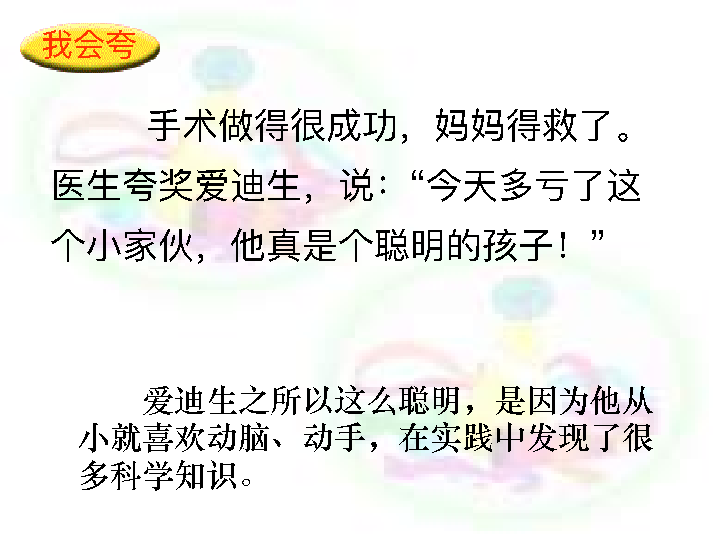 我会夸
手术做得很成功，妈妈得救了。
医生夸奖爱迪生，说：“今天多亏了这
个小家伙，他真是个聪明的孩子！”
爱迪生之所以这么聪明，是因为他从
小就喜欢动脑、动手，在实践中发现了很
多科学知识。